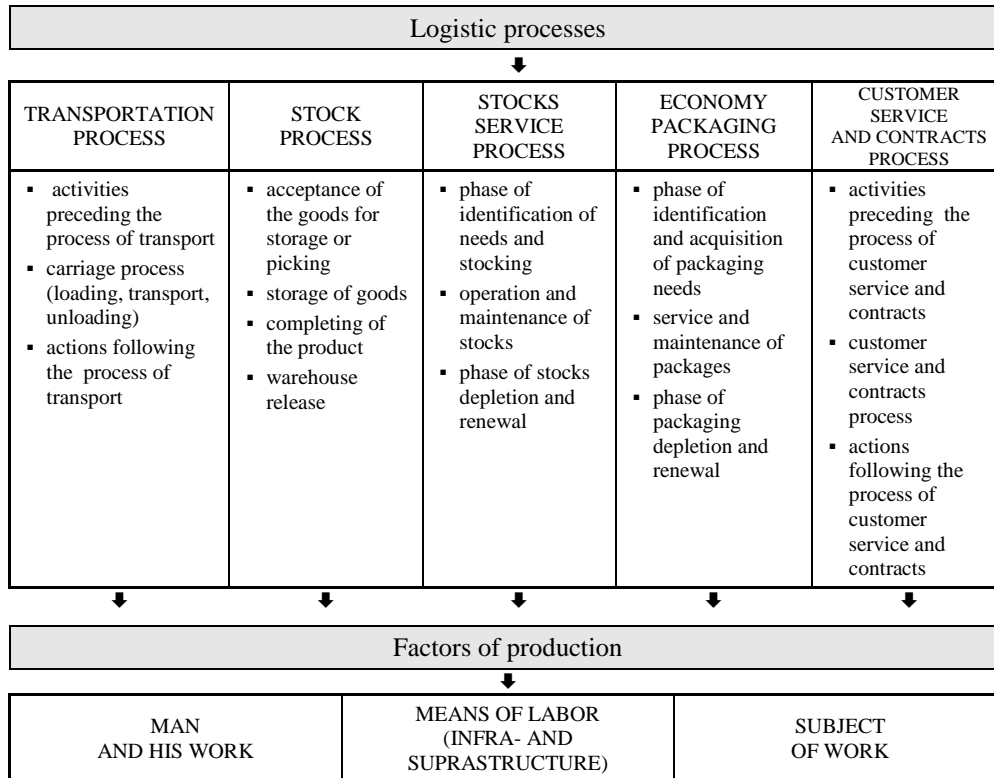 Logistic processes
TRANSPORTATION
PROCESS
STOCK
PROCESS
STOCKS
SERVICE
PROCESS
ECONOMY
PACKAGING
PROCESS
CUSTOMER
SERVICE
AND CONTRACTS
PROCESS
▪ activities
preceding the
process of transport
▪ carriage process
(loading, transport,
unloading)
▪ actions following
the process of
transport
▪ acceptance of
the goods for
storage or
picking
▪ storage of goods
▪ completing of
the product
▪ warehouse
release
▪ phase of
identification of
needs and
stocking
▪ operation and
maintenance of
stocks
▪ phase of stocks
depletion and
renewal
▪ phase of
identification
and acquisition
of packaging
needs
▪ service and
maintenance of
packages
▪ phase of
packaging
depletion and
renewal
▪ activities
preceding the
process of
customer
service and
contracts
▪ customer
service and
contracts
process
▪ actions
following the
process of
customer
service and
contracts
Factors of production
MAN
AND HIS WORK
MEANS OF LABOR
(INFRA- AND
SUPRASTRUCTURE)
SUBJECT
OF WORK